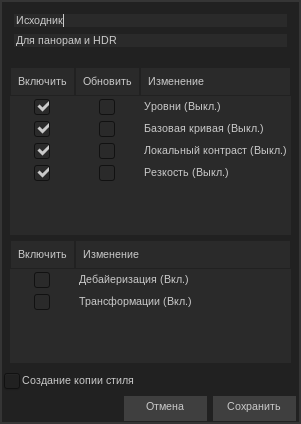 Исходник
Для панорам и HDR
Включить Обновить Изменение
Уровни (Выкл.)
Базовая кривая (Выкл.)
Локальный контраст (Выкл.)
Резкость (Выкл.)
Включить Изменение
Дебайеризация (Вкл.)
Трансформации (Вкл.)
Создание копии стиля
Отмена Сохранить